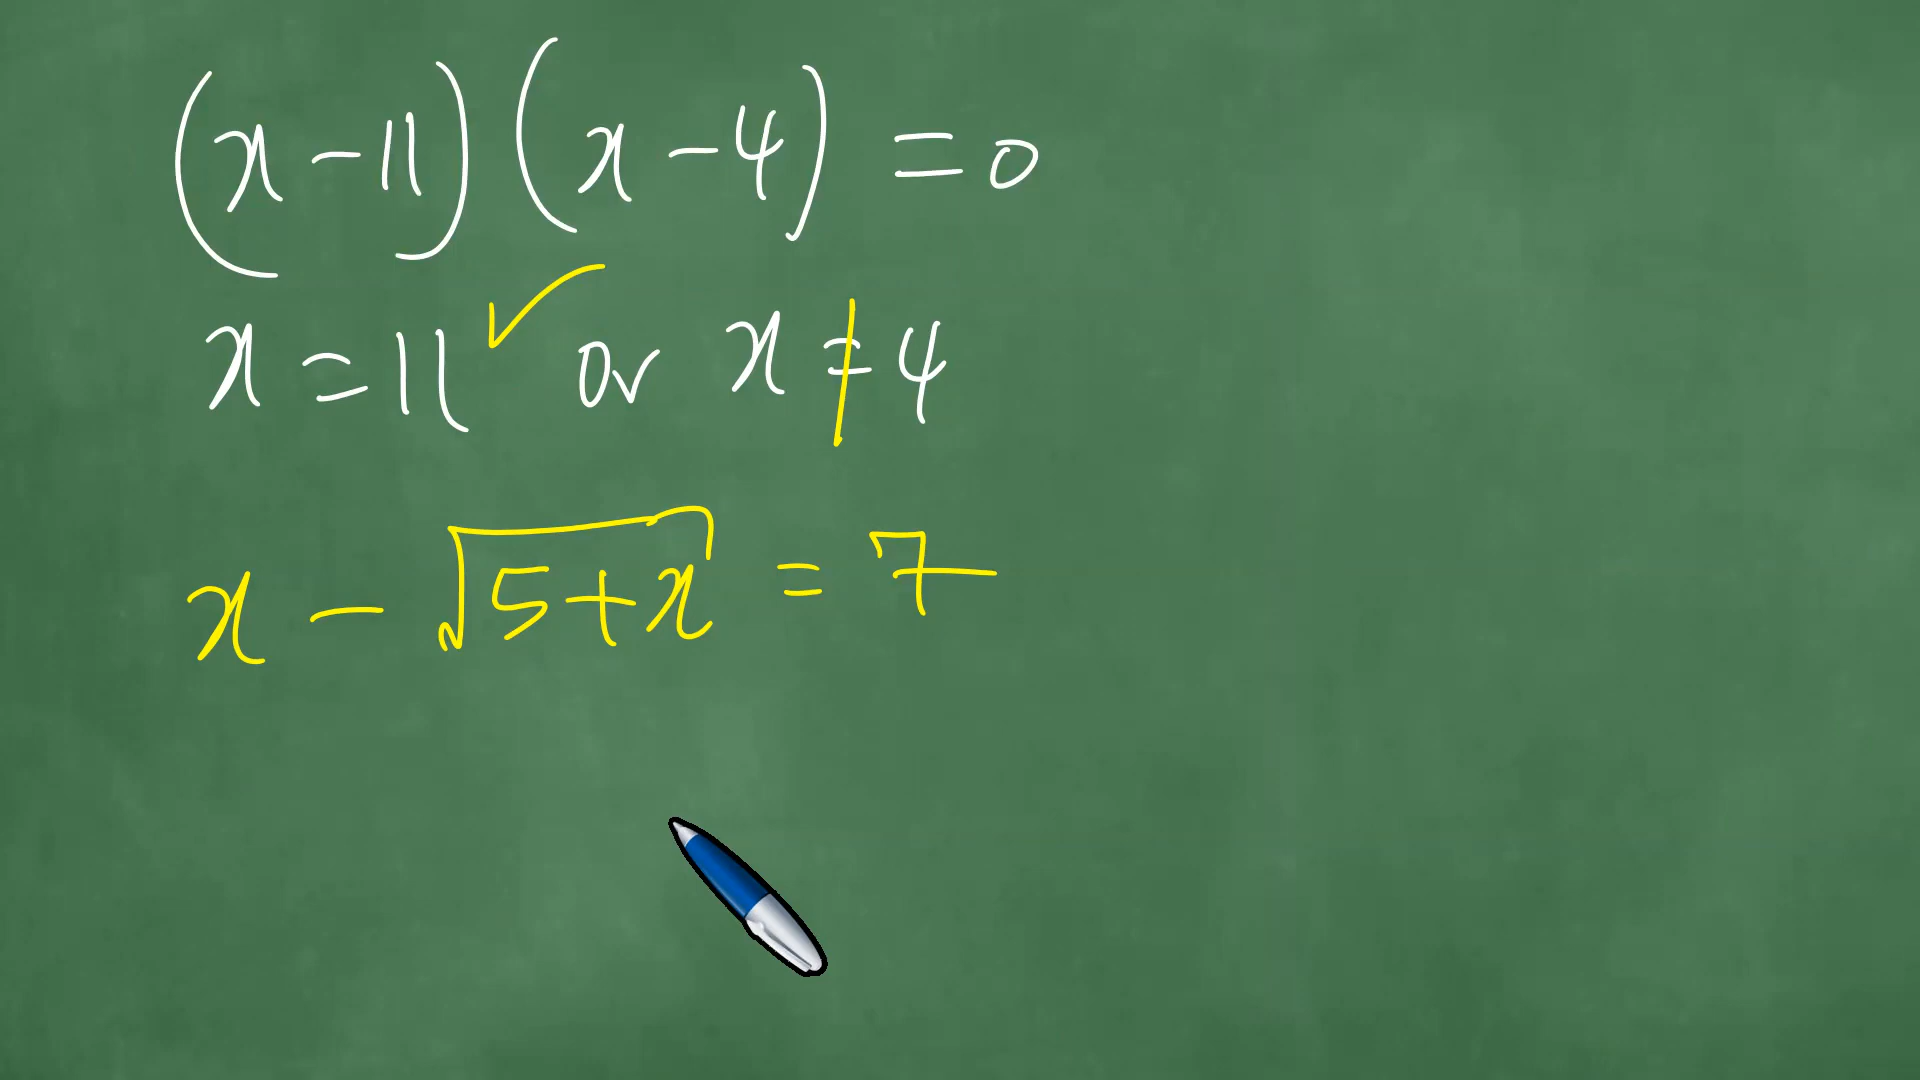 (x-11)(x-4) = 0
x = 11 ✓ or x ≠ 4
x - √(5+x) = 7